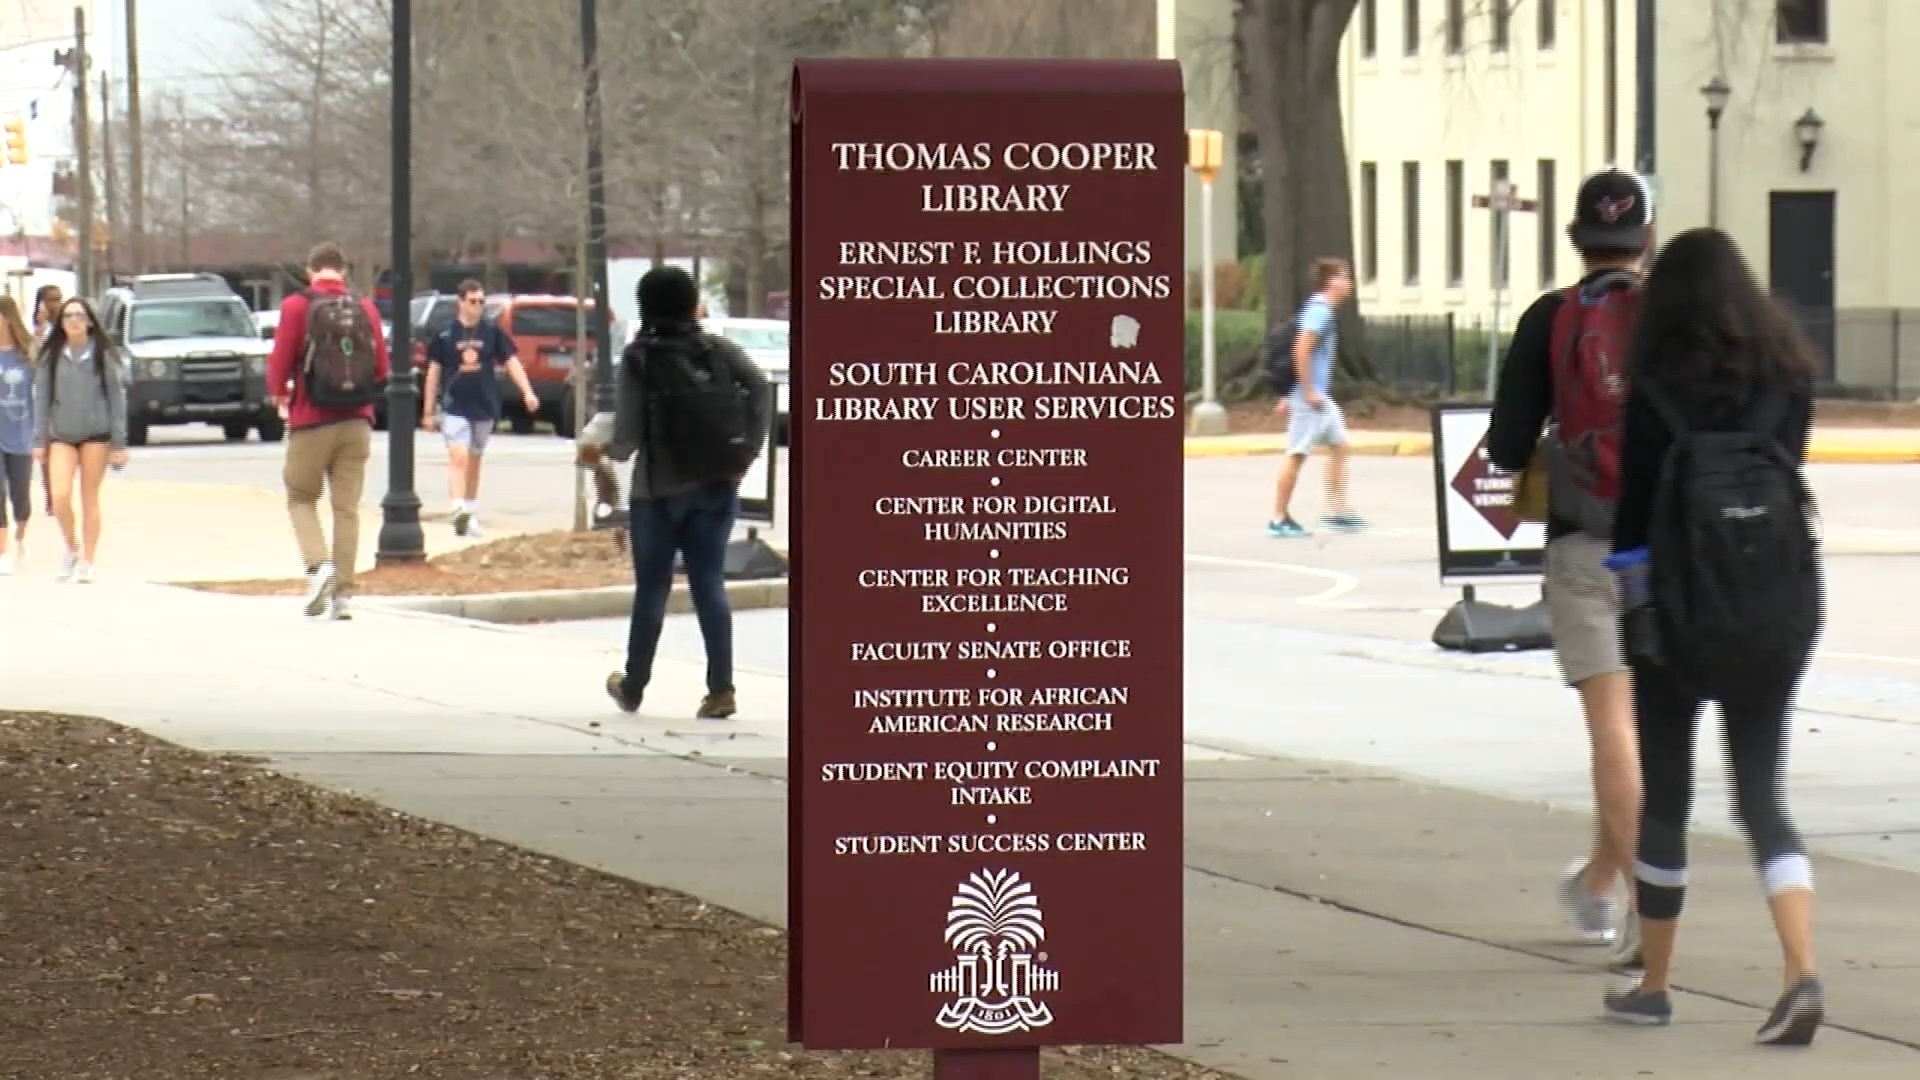 THOMAS COOPER
LIBRARY
ERNEST F. HOLLINGS
SPECIAL COLLECTIONS
LIBRARY
SOUTH CAROLINIANA
LIBRARY USER SERVICES
•
CAREER CENTER
•
CENTER FOR DIGITAL
HUMANITIES
•
CENTER FOR TEACHING
EXCELLENCE
•
FACULTY SENATE OFFICE
•
INSTITUTE FOR AFRICAN
AMERICAN RESEARCH
•
STUDENT EQUITY COMPLAINT
INTAKE
•
STUDENT SUCCESS CENTER
1801